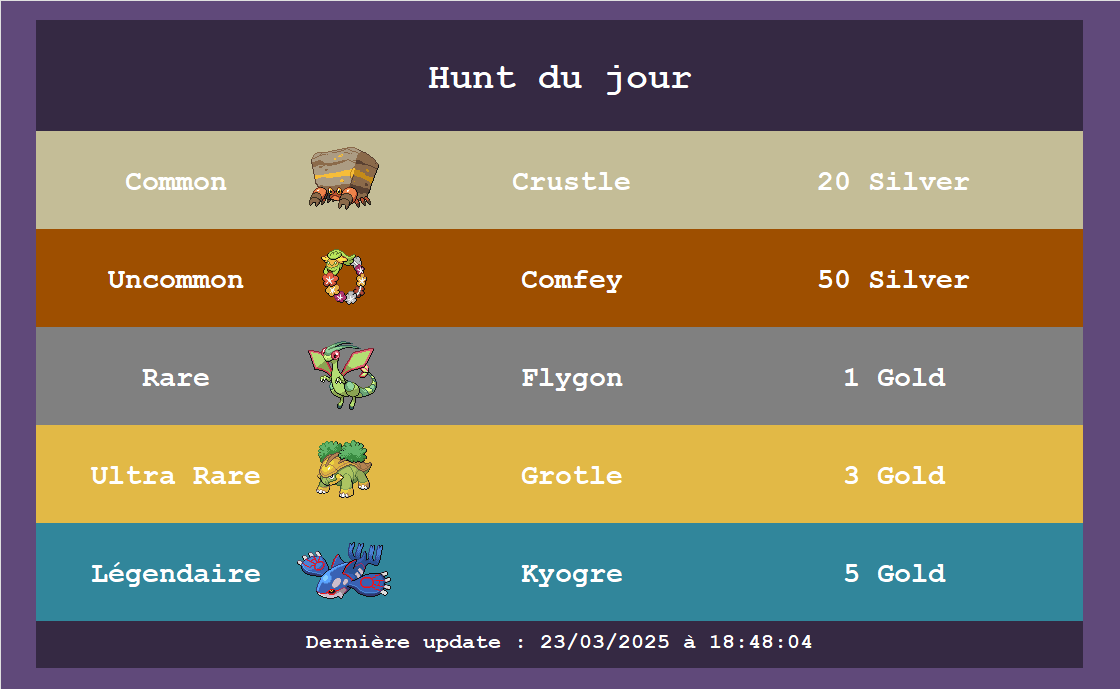 Hunt du jour
Common Crustle 20 Silver
Uncommon Comfey 50 Silver
Rare Flygon 1 Gold
Ultra Rare Grotle 3 Gold
Légendaire Kyogre 5 Gold
Dernière update : 23/03/2025 à 18:48:04